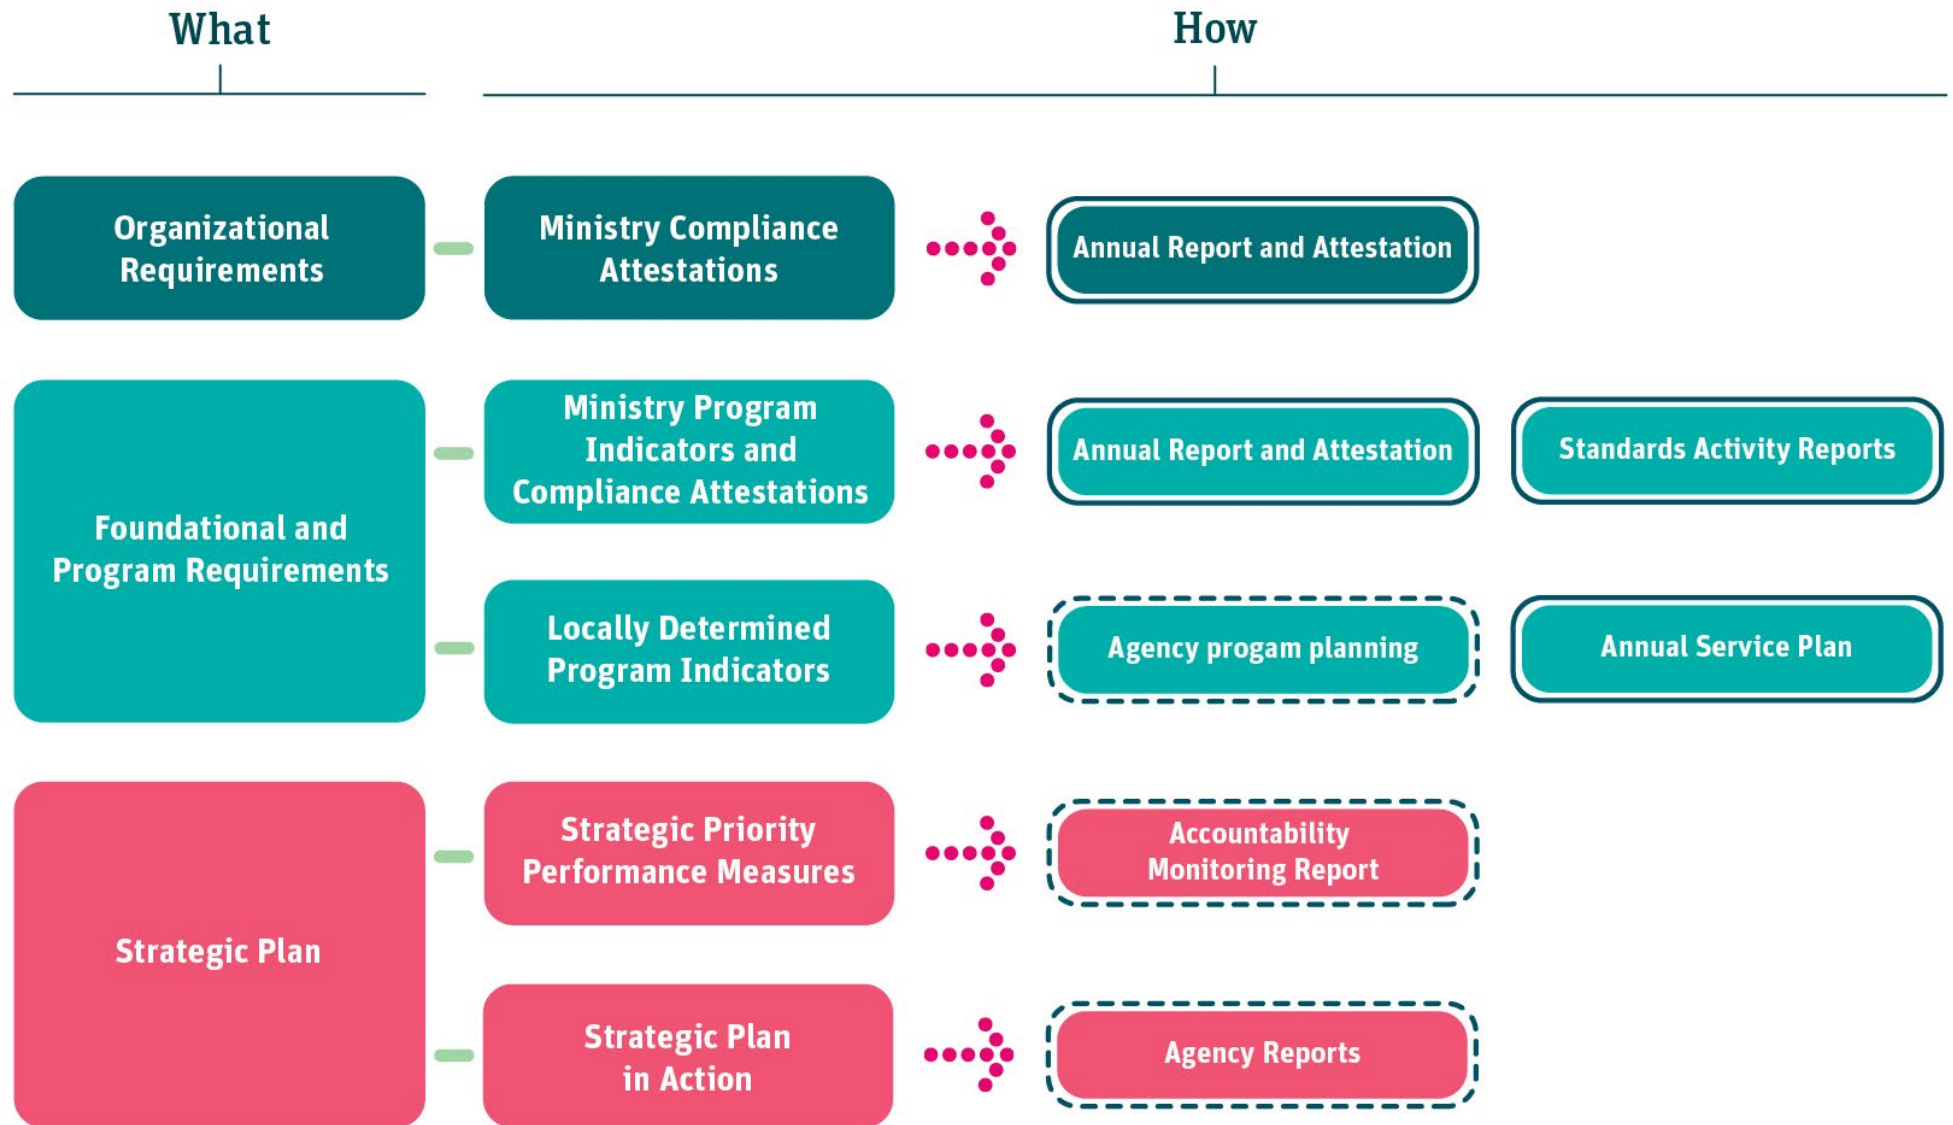 What
How
Organizational
Requirements
Ministry Compliance
Attestations
Annual Report and Attestation
Foundational and
Program Requirements
Ministry Program
Indicators and
Compliance Attestations
Annual Report and Attestation
Standards Activity Reports
Locally Determined
Program Indicators
Agency progam planning
Annual Service Plan
Strategic Plan
Strategic Priority
Performance Measures
Accountability
Monitoring Report
Strategic Plan
in Action
Agency Reports